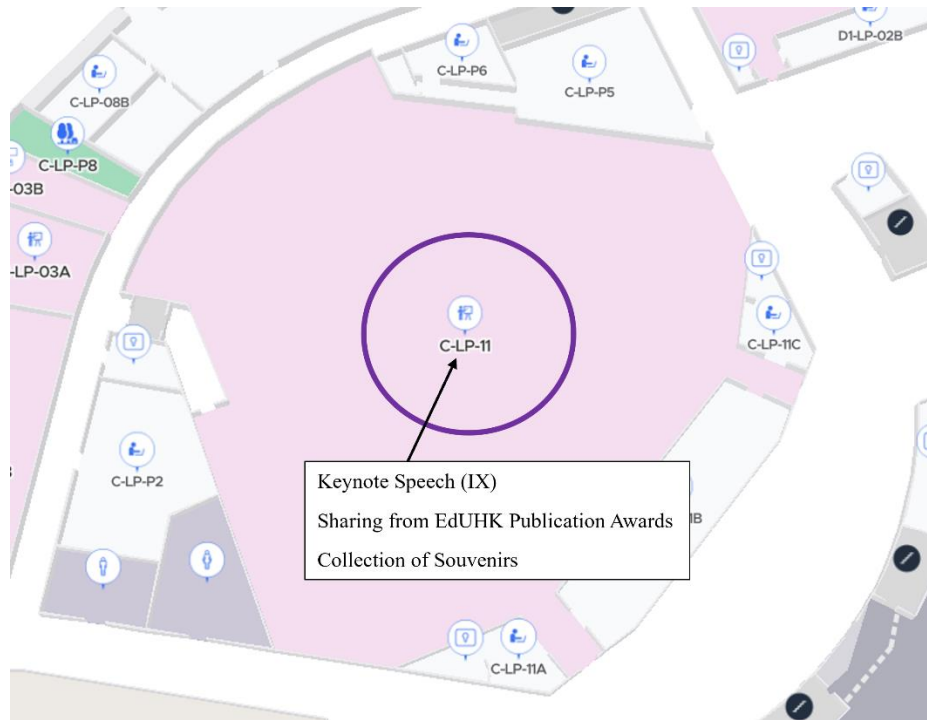 D1-LP-02B
C-LP-P6
C-LP-P5
C-LP-08B
C-LP-P8
-03B
-LP-03A
C-LP-11
C-LP-11C
C-LP-P2
Keynote Speech (IX)
Sharing from EdUHK Publication Awards
Collection of Souvenirs
1B
C-LP-11A